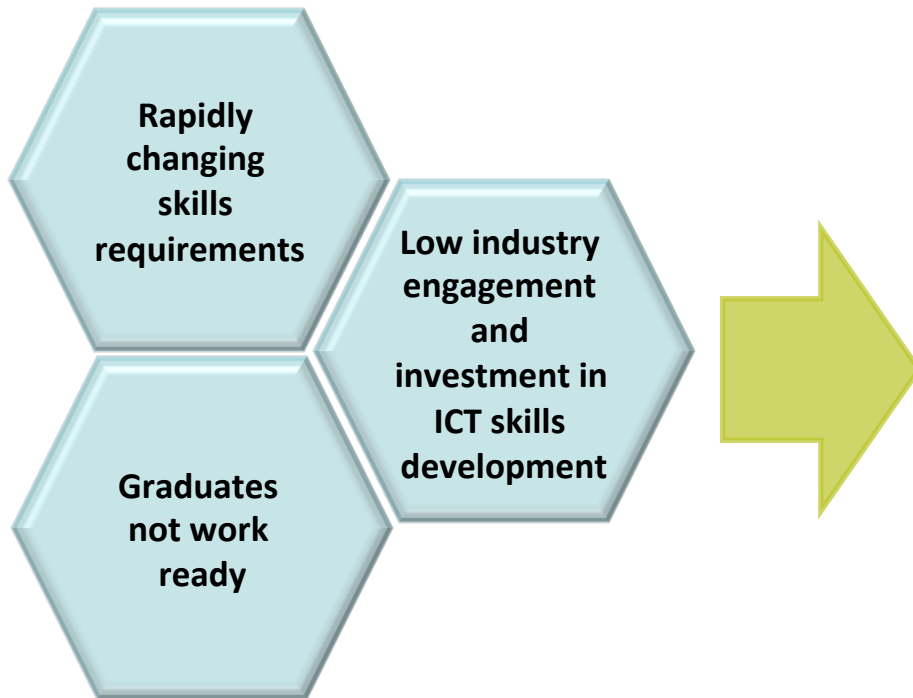 Rapidly
changing
skills
requirements
Low industry
engagement
and
investment in
ICT skills
development
Graduates
not work
ready